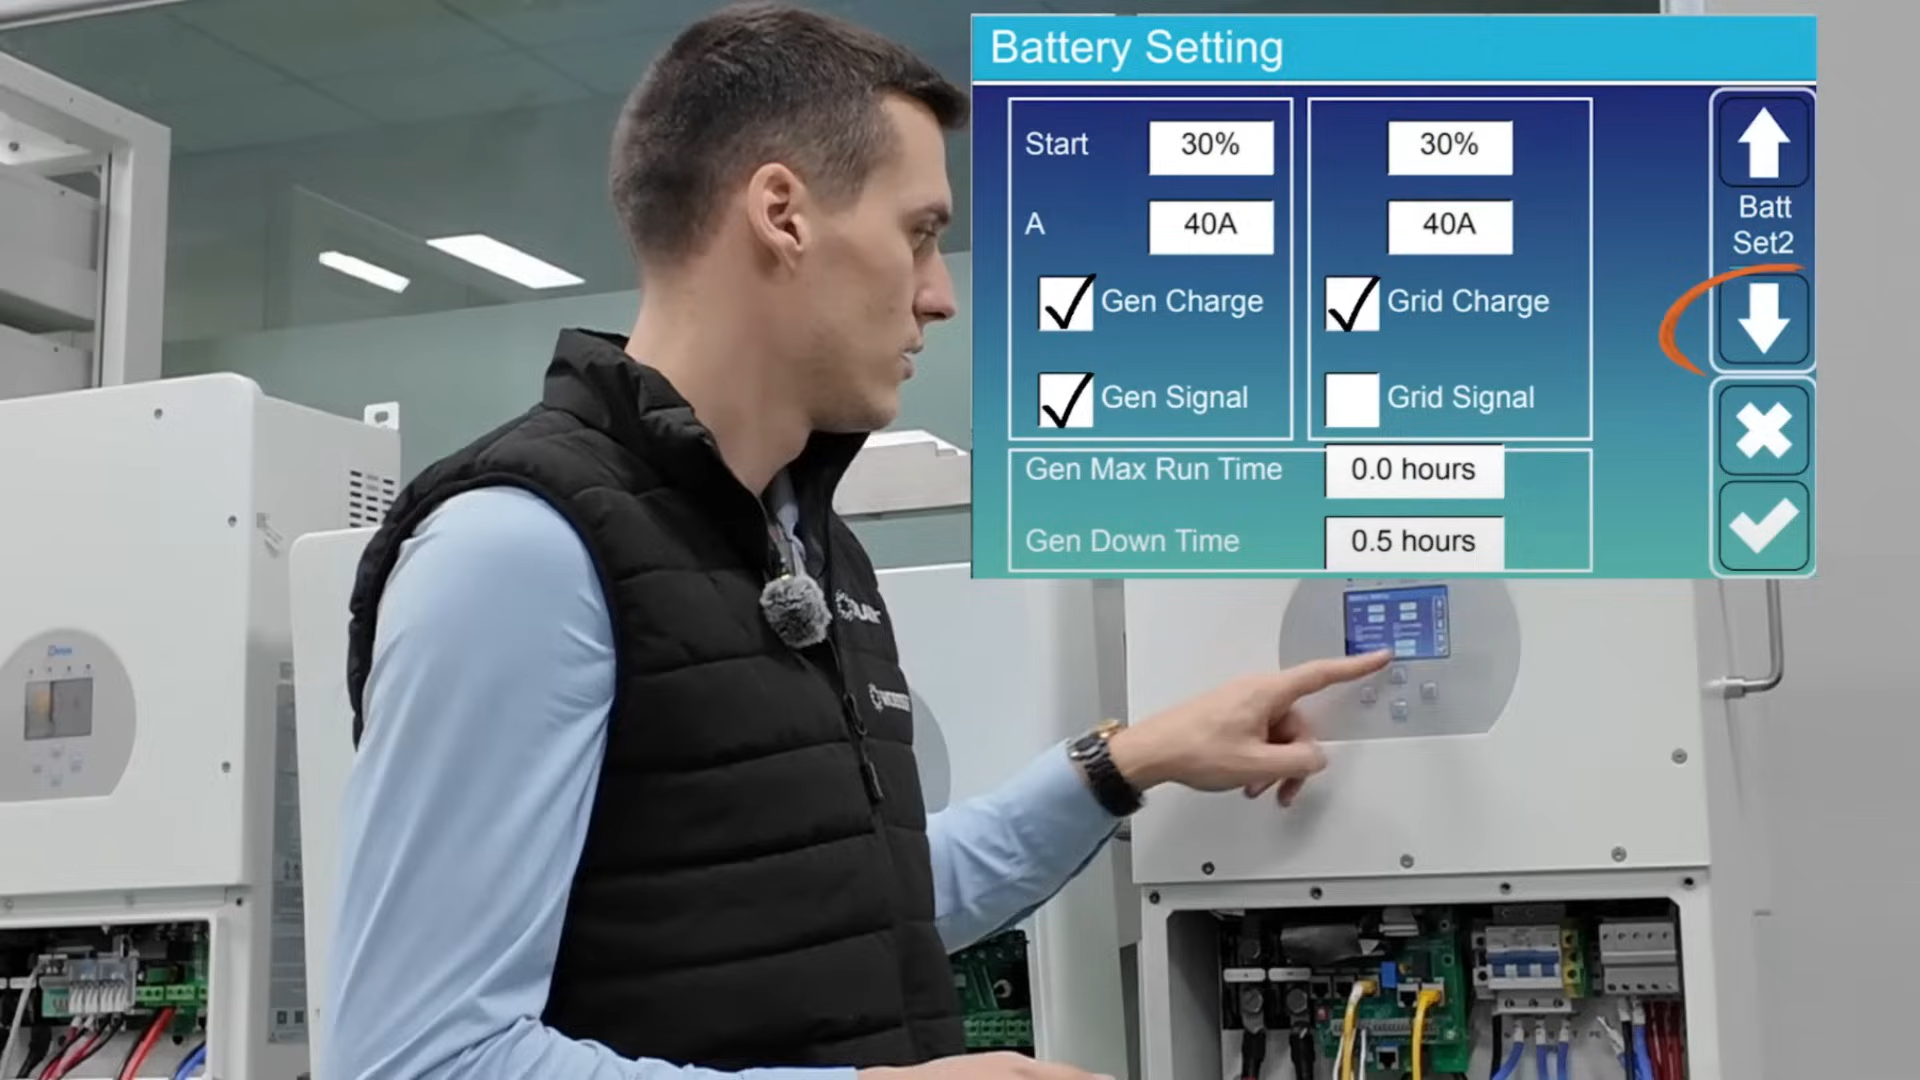 Battery Setting
Start 30% 30%
A 40A 40A
Gen Charge Grid Charge
Gen Signal Grid Signal
Gen Max Run Time 0.0 hours
Gen Down Time 0.5 hours
Batt
Set2
Deye